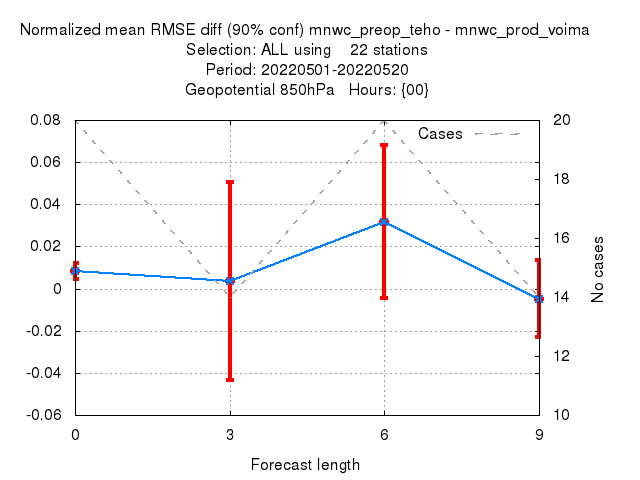 Normalized mean RMSE diff (90% conf) mnwc_preop_teho - mnwc_prod_voima
Selection: ALL using    22 stations
Period: 20220501-20220520
Geopotential 850hPa   Hours: {00}
Cases
0.08
0.06
0.04
0.02
0
-0.02
-0.04
-0.06
20
18
16
14
12
10
No cases
0 3 6 9
Forecast length